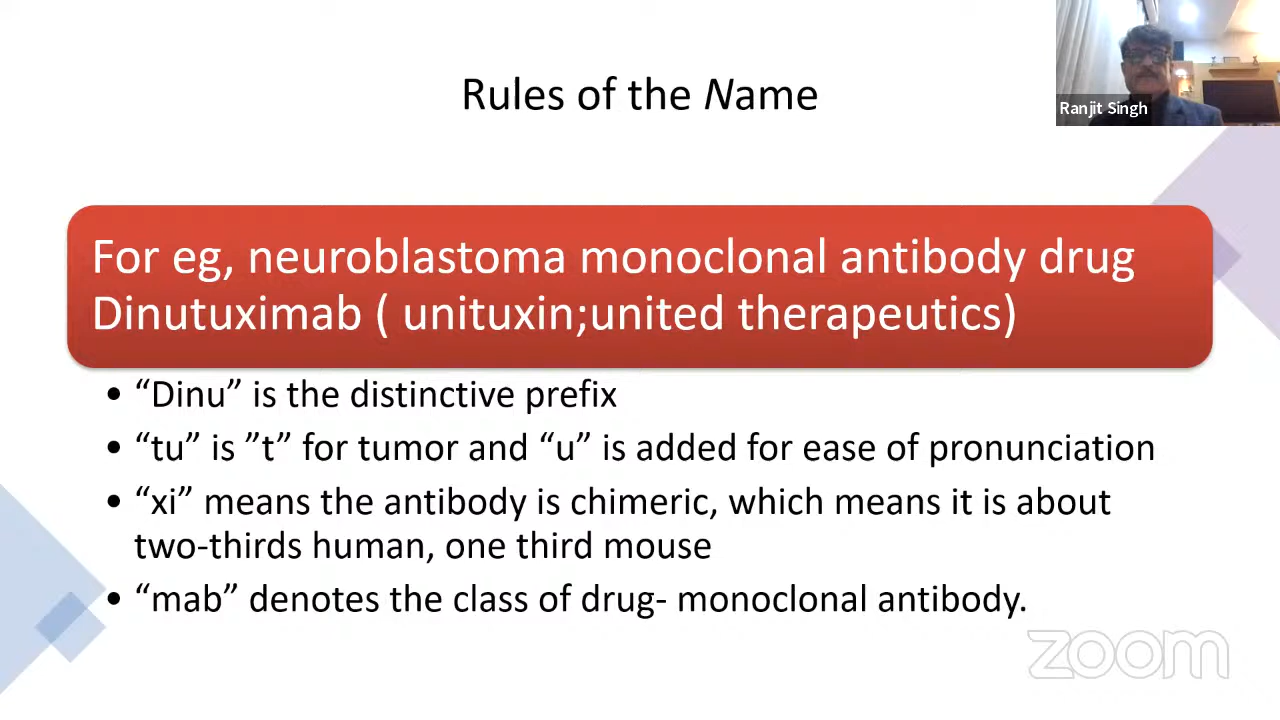 Ranjit Singh
Rules of the Name
For eg, neuroblastoma monoclonal antibody drug
Dinutuximab ( unituxin;united therapeutics)
• “Dinu” is the distinctive prefix
• “tu” is ”t” for tumor and “u” is added for ease of pronunciation
• “xi” means the antibody is chimeric, which means it is about
two-thirds human, one third mouse
• “mab” denotes the class of drug- monoclonal antibody.
zoom